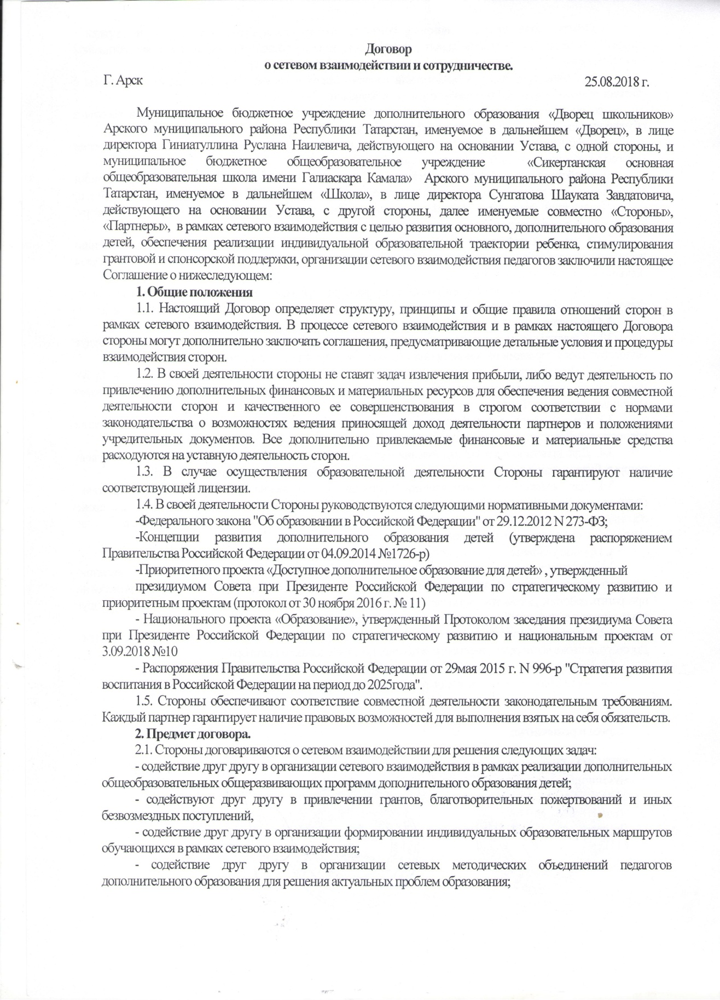 Договор
о сетевом взаимодействии и сотрудничестве.
Г. Арск 25.08.2018 г.
Муниципальное бюджетное учреждение дополнительного образования «Дворец школьников»
Арского муниципального района Республики Татарстан, именуемое в дальнейшем «Дворец», в лице
директора Гиниатуллина Руслана Наилевича, действующего на основании Устава, с одной стороны, и
муниципальное бюджетное общеобразовательное учреждение «Сикертанская основная
общеобразовательная школа имени Галиаскара Камала» Арского муниципального района Республики
Татарстан, именуемое в дальнейшем «Школа», в лице директора Сунгатова Шауката Завдатовича,
действующего на основании Устава, с другой стороны, далее именуемые совместно «Стороны»,
«Партнеры», в рамках сетевого взаимодействия с целью развития основного, дополнительного образования
детей, обеспечения реализации индивидуальной образовательной траектории ребенка, стимулирования
грантовой и спонсорской поддержки, организации сетевого взаимодействия педагогов заключили настоящее
Соглашение о нижеследующем:
1. Общие положения
1.1. Настоящий Договор определяет структуру, принципы и общие правила отношений сторон в
рамках сетевого взаимодействия. В процессе сетевого взаимодействия и в рамках настоящего Договора
стороны могут дополнительно заключать соглашения, предусматривающие детальные условия и процедуры
взаимодействия сторон.
1.2. В своей деятельности стороны не ставят задач извлечения прибыли, либо ведут деятельность по
привлечению дополнительных финансовых и материальных ресурсов для обеспечения ведения совместной
деятельности сторон и качественного ее совершенствования в строгом соответствии с нормами
законодательства о возможностях ведения приносящей доход деятельности партнеров и положениями
учредительных документов. Все дополнительно привлекаемые финансовые и материальные средства
расходуются на уставную деятельность сторон.
1.3. В случае осуществления образовательной деятельности Стороны гарантируют наличие
соответствующей лицензии.
1.4. В своей деятельности Стороны руководствуются следующими нормативными документами:
-Федерального закона "Об образовании в Российской Федерации" от 29.12.2012 N 273-ФЗ;
-Концепции развития дополнительного образования детей (утверждена распоряжением
Правительства Российской Федерации от 04.09.2014 №1726-р)
-Приоритетного проекта «Доступное дополнительное образование для детей» , утвержденный
президиумом Совета при Президенте Российской Федерации по стратегическому развитию и
приоритетным проектам (протокол от 30 ноября 2016 г. № 11)
- Национального проекта «Образование», утвержденный Протоколом заседания президиума Совета
при Президенте Российской Федерации по стратегическому развитию и национальным проектам от
3.09.2018 №10
- Распоряжения Правительства Российской Федерации от 29мая 2015 г. N 996-р "Стратегия развития
воспитания в Российской Федерации на период до 2025года".
1.5. Стороны обеспечивают соответствие совместной деятельности законодательным требованиям.
Каждый партнер гарантирует наличие правовых возможностей для выполнения взятых на себя обязательств.
2. Предмет договора.
2.1. Стороны договариваются о сетевом взаимодействии для решения следующих задач:
- содействие друг другу в организации сетевого взаимодействия в рамках реализации дополнительных
общеобразовательных общеразвивающих программ дополнительного образования детей;
- содействуют друг другу в привлечении грантов, благотворительных пожертвований и иных
безвозмездных поступлений,
- содействие друг другу в организации формировании индивидуальных образовательных маршрутов
обучающихся в рамках сетевого взаимодействия;
- содействие друг другу в организации сетевых методических объединений педагогов
дополнительного образования для решения актуальных проблем образования;